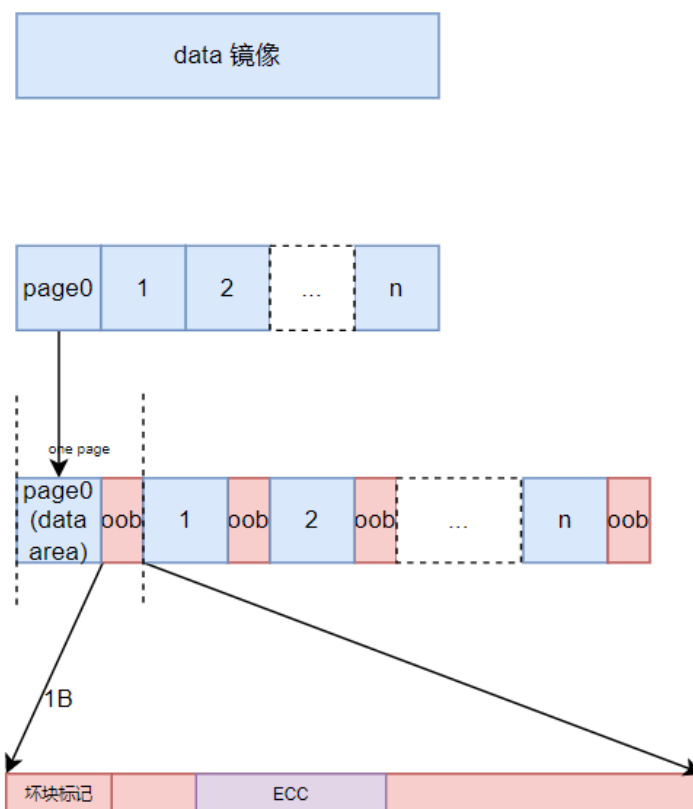 data 镜像
page0
1
2
...
n
one page
page0
(data
area)
oob
1
oob
2
oob
...
n
oob
1B
坏块标记
ECC